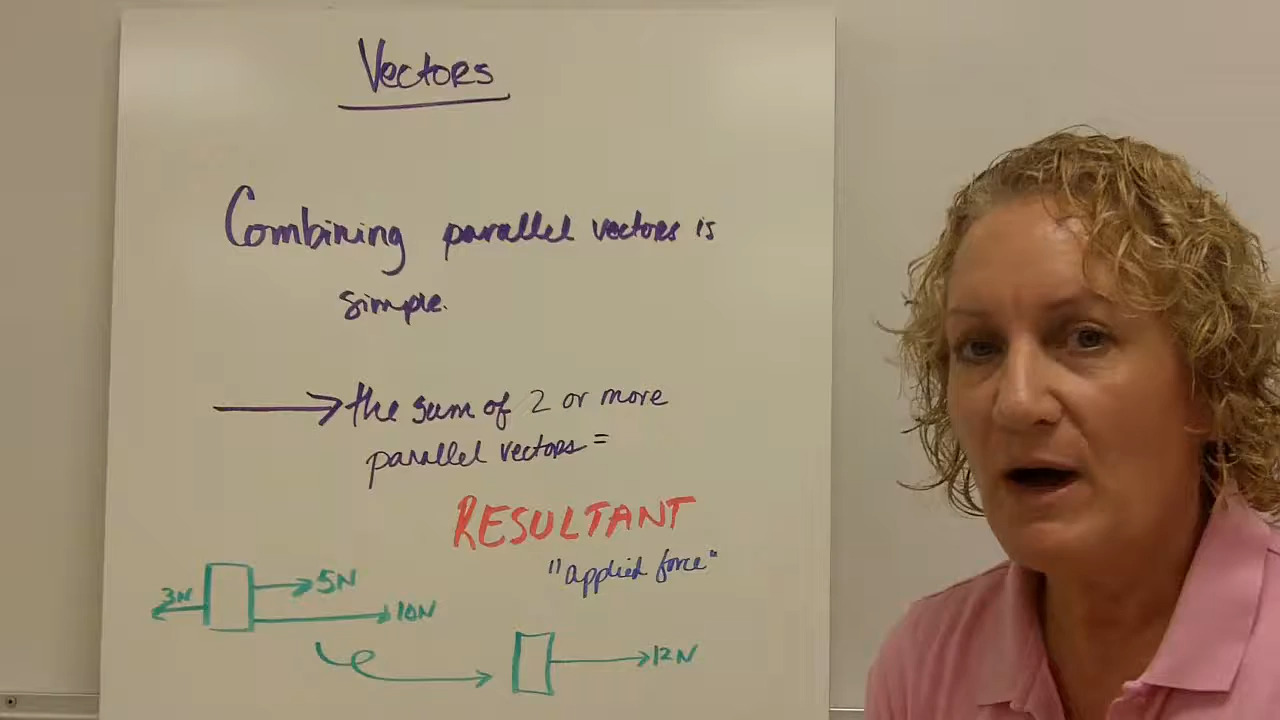 Vectors
Combining parallel vectors is
simple.
the sum of 2 or more
parallel vectors =
RESULTANT
"applied force"
3N 5N
10N
12N